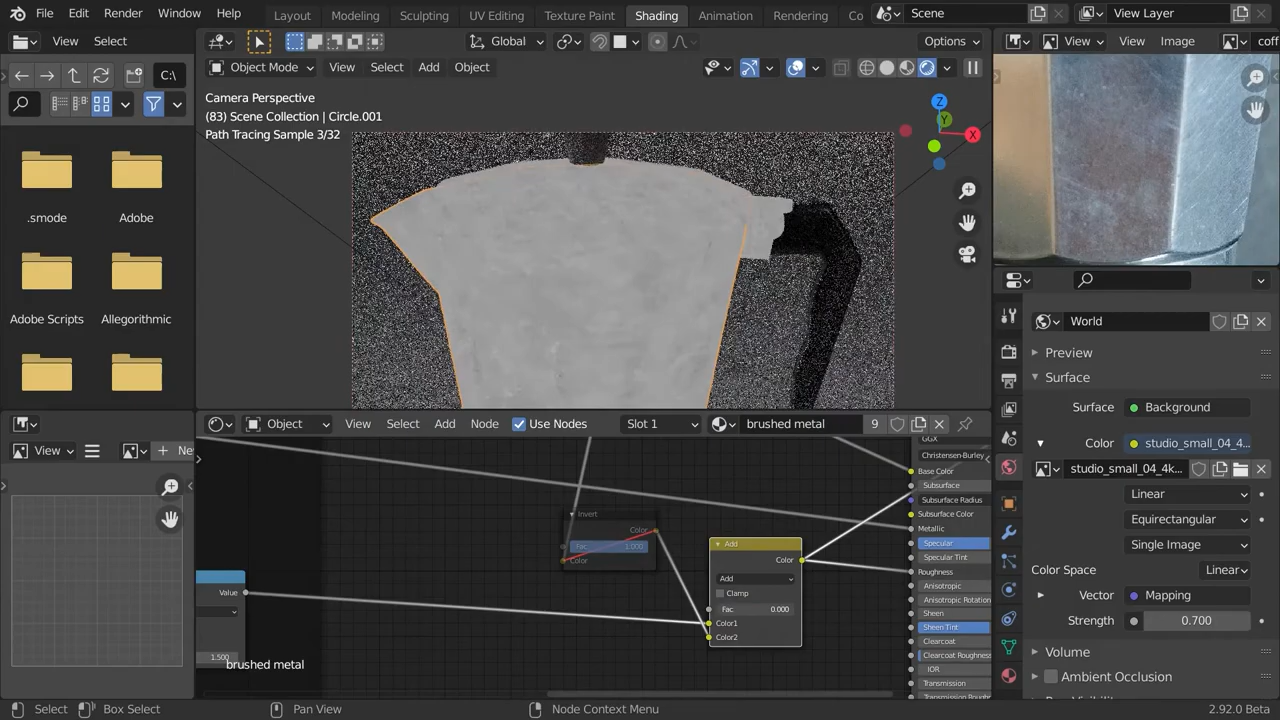 File Edit Render Window Help Layout Modeling Sculpting UV Editing Texture Paint Shading Animation Rendering Co Scene View Layer
View Select Global Options View View Image coff
Object Mode View Select Add Object
C:\
Camera Perspective
(83) Scene Collection | Circle.001
Path Tracing Sample 3/32
Z
Y
X
.smode Adobe
Adobe Scripts Allegorithmic
World
Preview
Surface
Surface Background
Color studio_small_04_4...
studio_small_04_4k...
Linear
Equirectangular
Single Image
Color Space Linear
Vector Mapping
Strength 0.700
Volume
Ambient Occlusion
Object View Select Add Node Use Nodes Slot 1 brushed metal 9
View Ne
GGX
Christensen-Burley
Base Color
Subsurface
Subsurface Radius
Subsurface Color
Metallic
Specular
Specular Tint
Roughness
Anisotropic
Anisotropic Rotation
Sheen
Sheen Tint
Clearcoat
Clearcoat Roughness
IOR
Transmission
Transmission Roughn
Invert
Color
Fac 1.000
Color
Add
Color
Add
Clamp
Fac 0.000
Color1
Color2
Value
1.500
brushed metal
Select Box Select Pan View Node Context Menu 2.92.0 Beta